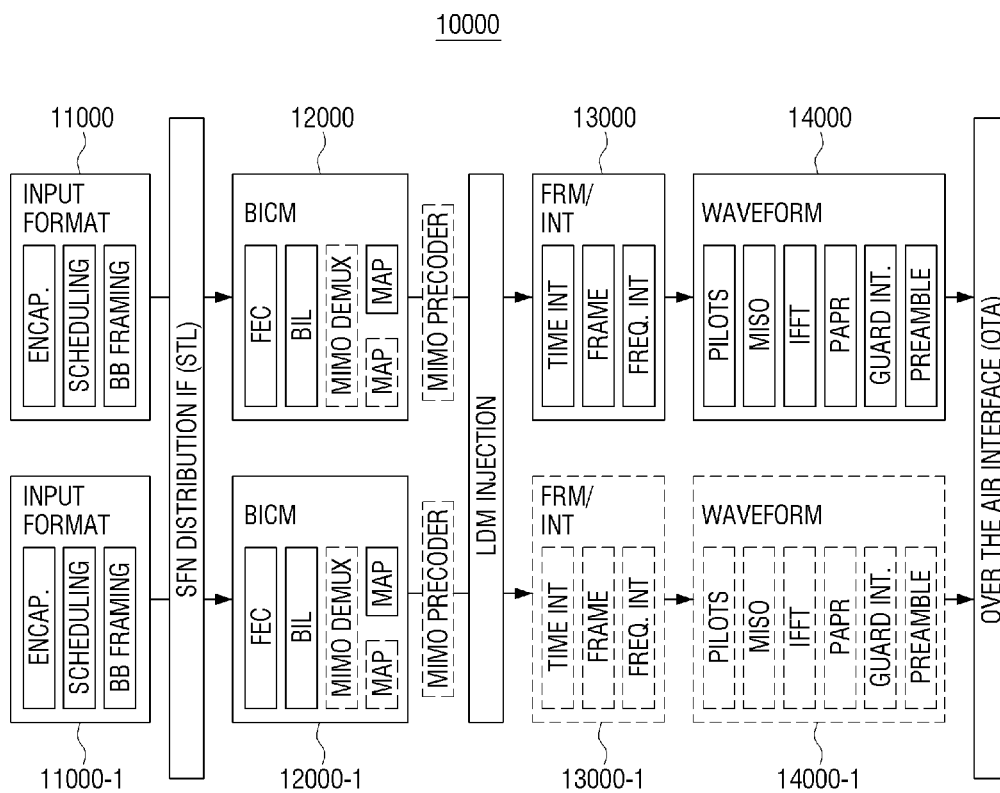 10000
11000
12000
13000
14000
INPUT
FORMAT
ENCAP.
SCHEDULING
BB FRAMING
SFN DISTRIBUTION IF (STL)
BICM
FEC
BIL
MIMO DEMUX
MAP
MAP
MIMO PRECODER
LDM INJECTION
FRM/
INT
TIME INT
FRAME
FREQ. INT
WAVEFORM
PILOTS
MISO
IFFT
PAPR
GUARD INT.
PREAMBLE
OVER THE AIR INTERFACE (OTA)
INPUT
FORMAT
ENCAP.
SCHEDULING
BB FRAMING
BICM
FEC
BIL
MIMO DEMUX
MAP
MAP
MIMO PRECODER
FRM/
INT
TIME INT
FRAME
FREQ. INT
WAVEFORM
PILOTS
MISO
IFFT
PAPR
GUARD INT.
PREAMBLE
11000-1
12000-1
13000-1
14000-1